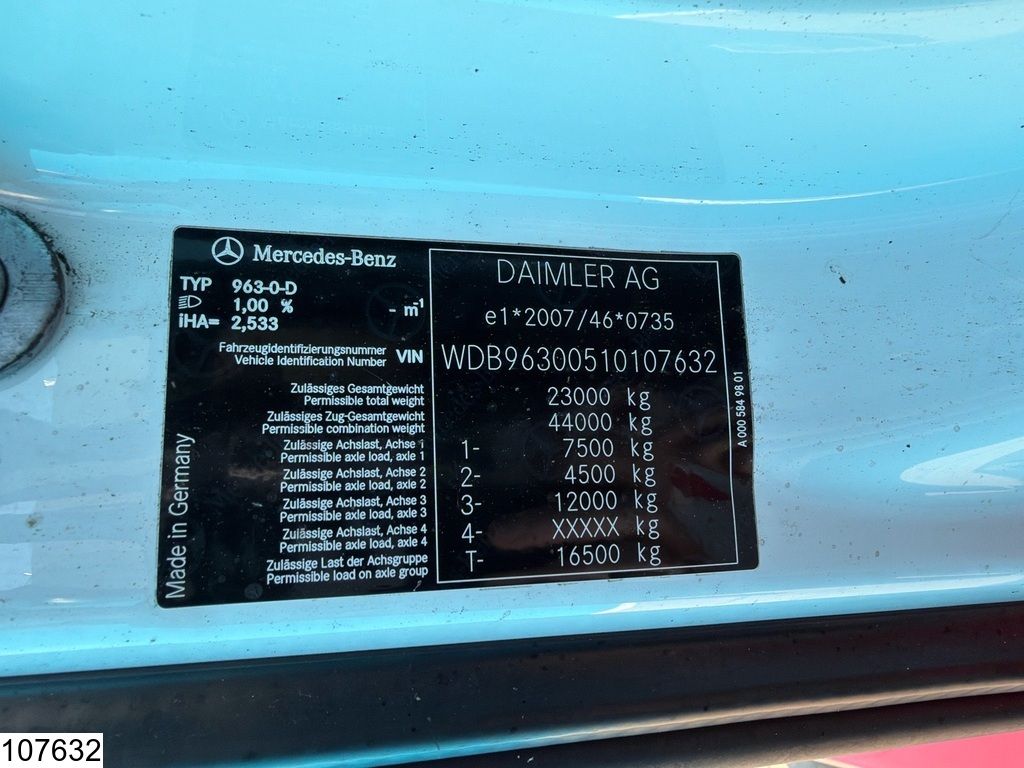 Mercedes-Benz
TYP 963-0-D
1,00 % - m-1
iHA= 2,533
Fahrzeugidentifizierungsnummer
Vehicle Identification Number VIN
Zulässiges Gesamtgewicht
Permissible total weight
Zulässiges Zug-Gesamtgewicht
Permissible combination weight
Zulässige Achslast, Achse 1
Permissible axle load, axle 1
Zulässige Achslast, Achse 2
Permissible axle load, axle 2
Zulässige Achslast, Achse 3
Permissible axle load, axle 3
Zulässige Achslast, Achse 4
Permissible axle load, axle 4
Zulässige Last der Achsgruppe
Permissible load on axle group
Made in Germany
DAIMLER AG
e1*2007/46*0735
WDB96300510107632
23000 kg
44000 kg
1- 7500 kg
2- 4500 kg
3- 12000 kg
4- XXXXX kg
T- 16500 kg
A 000 584 98 01
107632